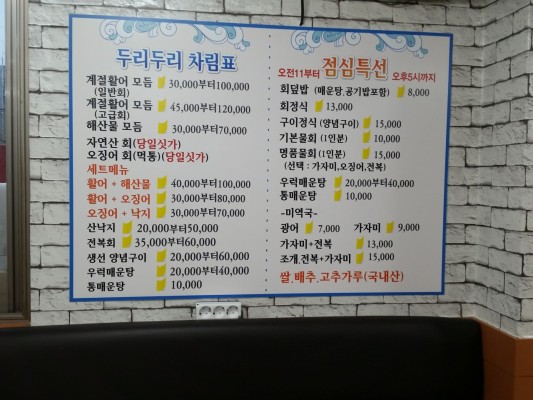 두리두리 차림표
계절활어 모듬 30,000부터100,000
(일반회)
계절활어 모듬 45,000부터120,000
(고급회)
해산물 모듬 30,000부터70,000
자연산 회(당일싯가)
오징어 회(먹통)(당일싯가)
세트메뉴
활어 + 해산물 40,000부터100,000
활어 + 오징어 30,000부터80,000
오징어 + 낙지 30,000부터70,000
산낙지 20,000부터50,000
전복회 35,000부터60,000
생선 양념구이 20,000부터60,000
우럭매운탕 20,000부터40,000
통매운탕 10,000
점심특선
오전11부터 오후5시까지
회덮밥 (매운탕,공기밥포함) 8,000
회정식 13,000
구이정식 (양념구이) 15,000
기본물회 (1인분) 10,000
명품물회 (1인분) 15,000
(선택 : 가자미,오징어,전복)
우럭매운탕 20,000부터40,000
통매운탕 10,000
-미역국-
광어 7,000 가자미 9,000
가자미+전복 13,000
조개,전복+가자미 15,000
쌀.배추.고추가루(국내산)